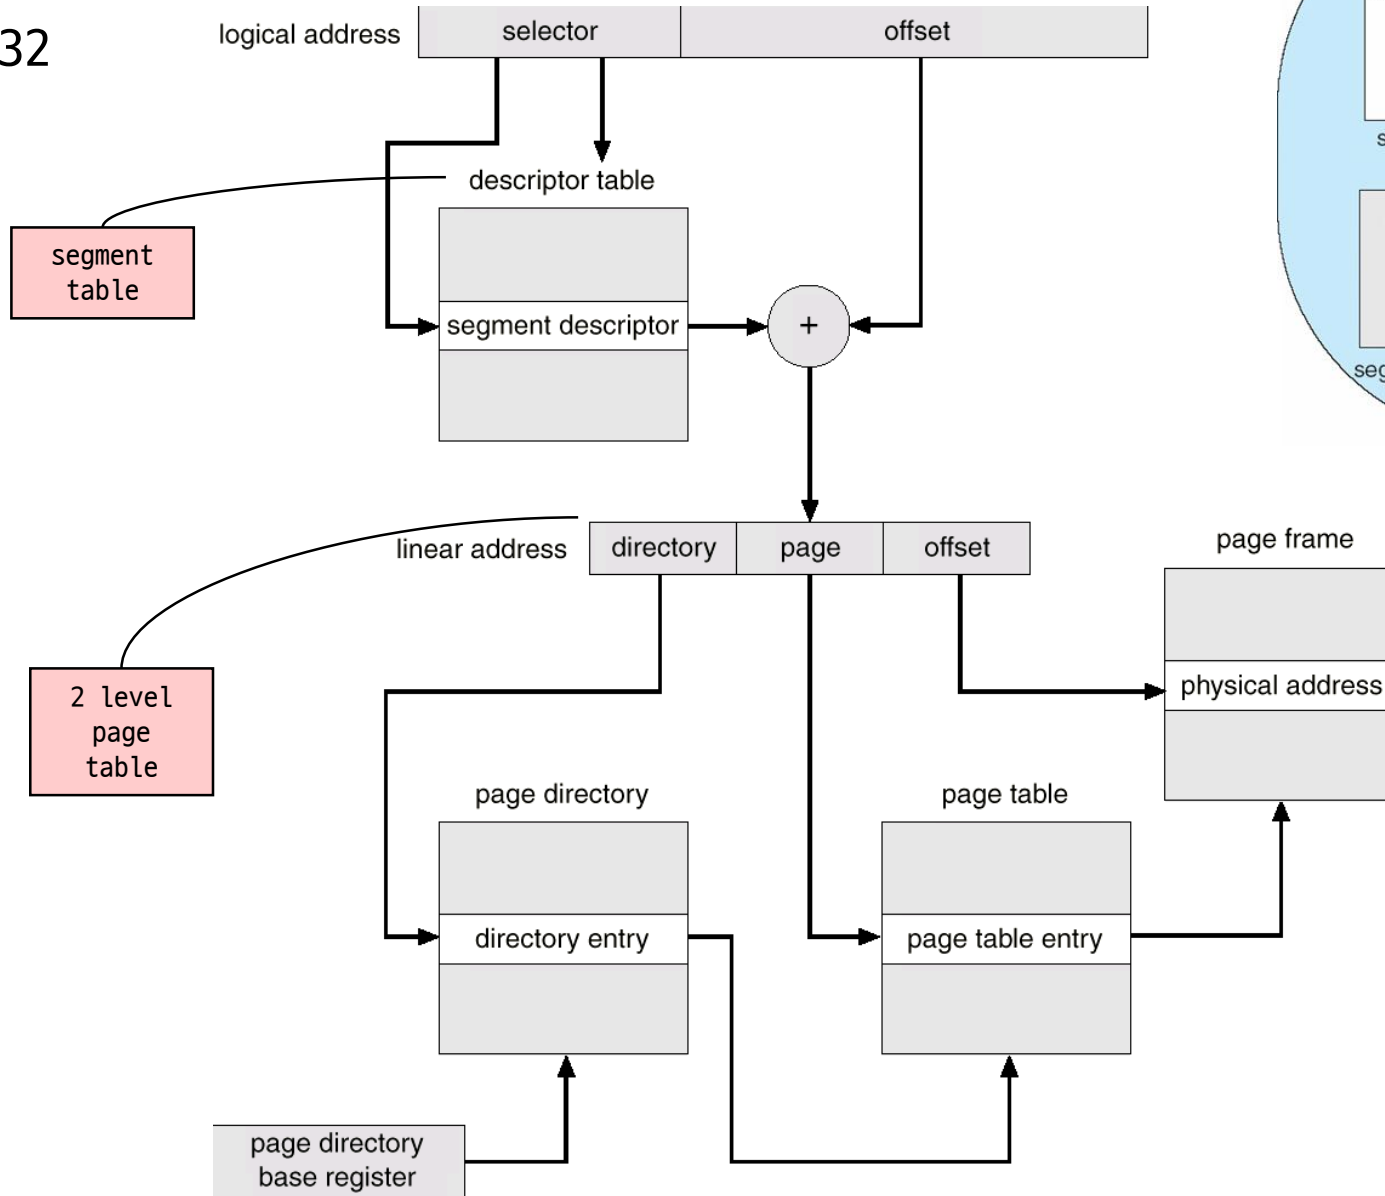 32
logical address
selector
offset
descriptor table
segment
table
segment descriptor
+
linear address
directory
page
offset
page frame
2 level
page
table
physical address
page directory
page table
directory entry
page table entry
page directory
base register